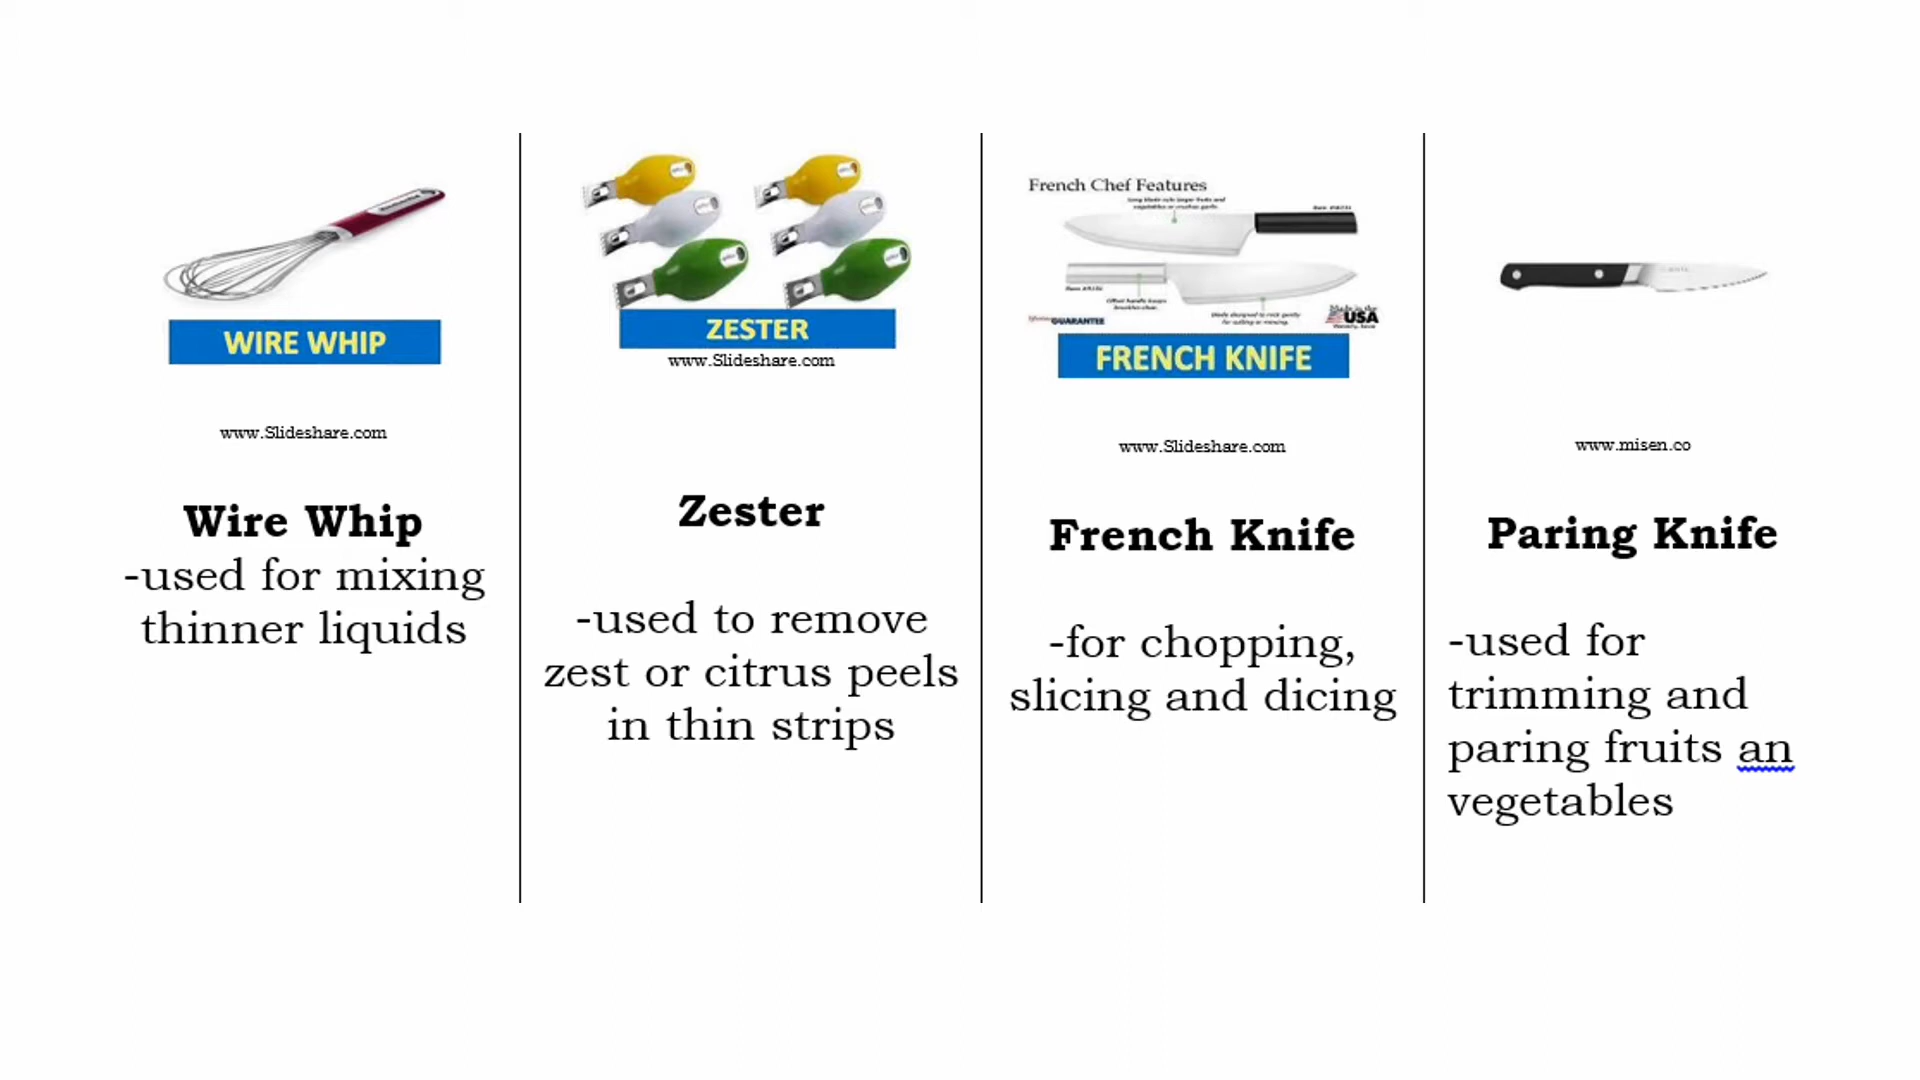 WIRE WHIP
www.Slideshare.com
Wire Whip
-used for mixing
thinner liquids
ZESTER
www.Slideshare.com
Zester
-used to remove
zest or citrus peels
in thin strips
French Chef Features
Made in the
USA
GUARANTEE
FRENCH KNIFE
www.Slideshare.com
French Knife
-for chopping,
slicing and dicing
www.misen.co
Paring Knife
-used for
trimming and
paring fruits an
vegetables